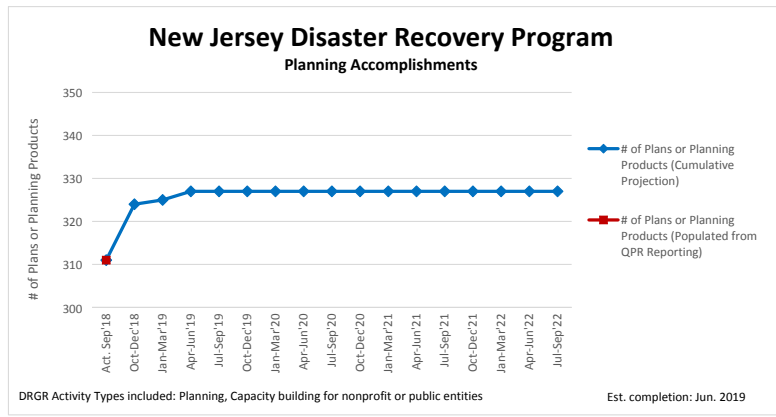 New Jersey Disaster Recovery Program
Planning Accomplishments
# of Plans or Planning Products
350
340
330
320
310
300
Act. Sep'18
Oct-Dec'18
Jan-Mar'19
Apr-Jun'19
Jul-Sep'19
Oct-Dec'19
Jan-Mar'20
Apr-Jun'20
Jul-Sep'20
Oct-Dec'20
Jan-Mar'21
Apr-Jun'21
Jul-Sep'21
Oct-Dec'21
Jan-Mar'22
Apr-Jun'22
Jul-Sep'22
# of Plans or Planning
Products (Cumulative
Projection)
# of Plans or Planning
Products (Populated from
QPR Reporting)
DRGR Activity Types included: Planning, Capacity building for nonprofit or public entities
Est. completion: Jun. 2019